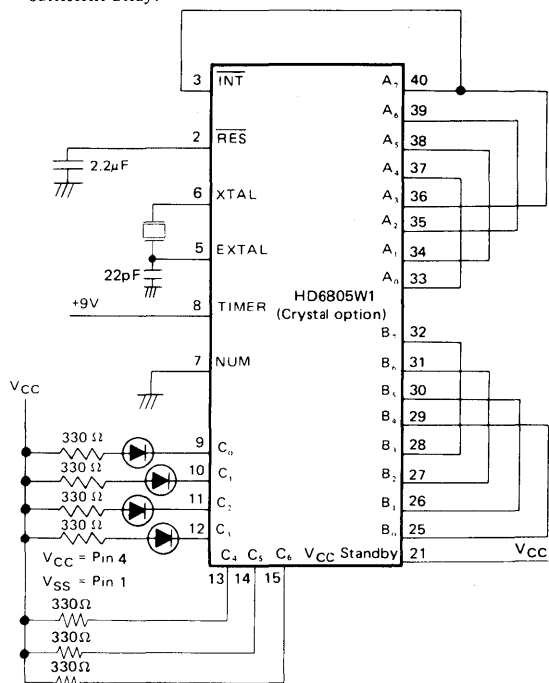 3 INT A7 40
A6 39
2 RES A5 38
2.2µF A4 37
6 XTAL A3 36
A2 35
5 EXTAL A1 34
22pF A0 33
HD6805W1
+9V 8 TIMER (Crystal option)
B7 32
7 NUM B6 31
B5 30
VCC B4 29
330 Ω 9 C0 B3 28
330 Ω 10 C1 B2 27
330 Ω 11 C2 B1 26
330 Ω 12 C3 B0 25
VCC = Pin 4 C4 C5 C6 VCC Standby 21 VCC
VSS = Pin 1 13 14 15
330Ω
330Ω
330Ω